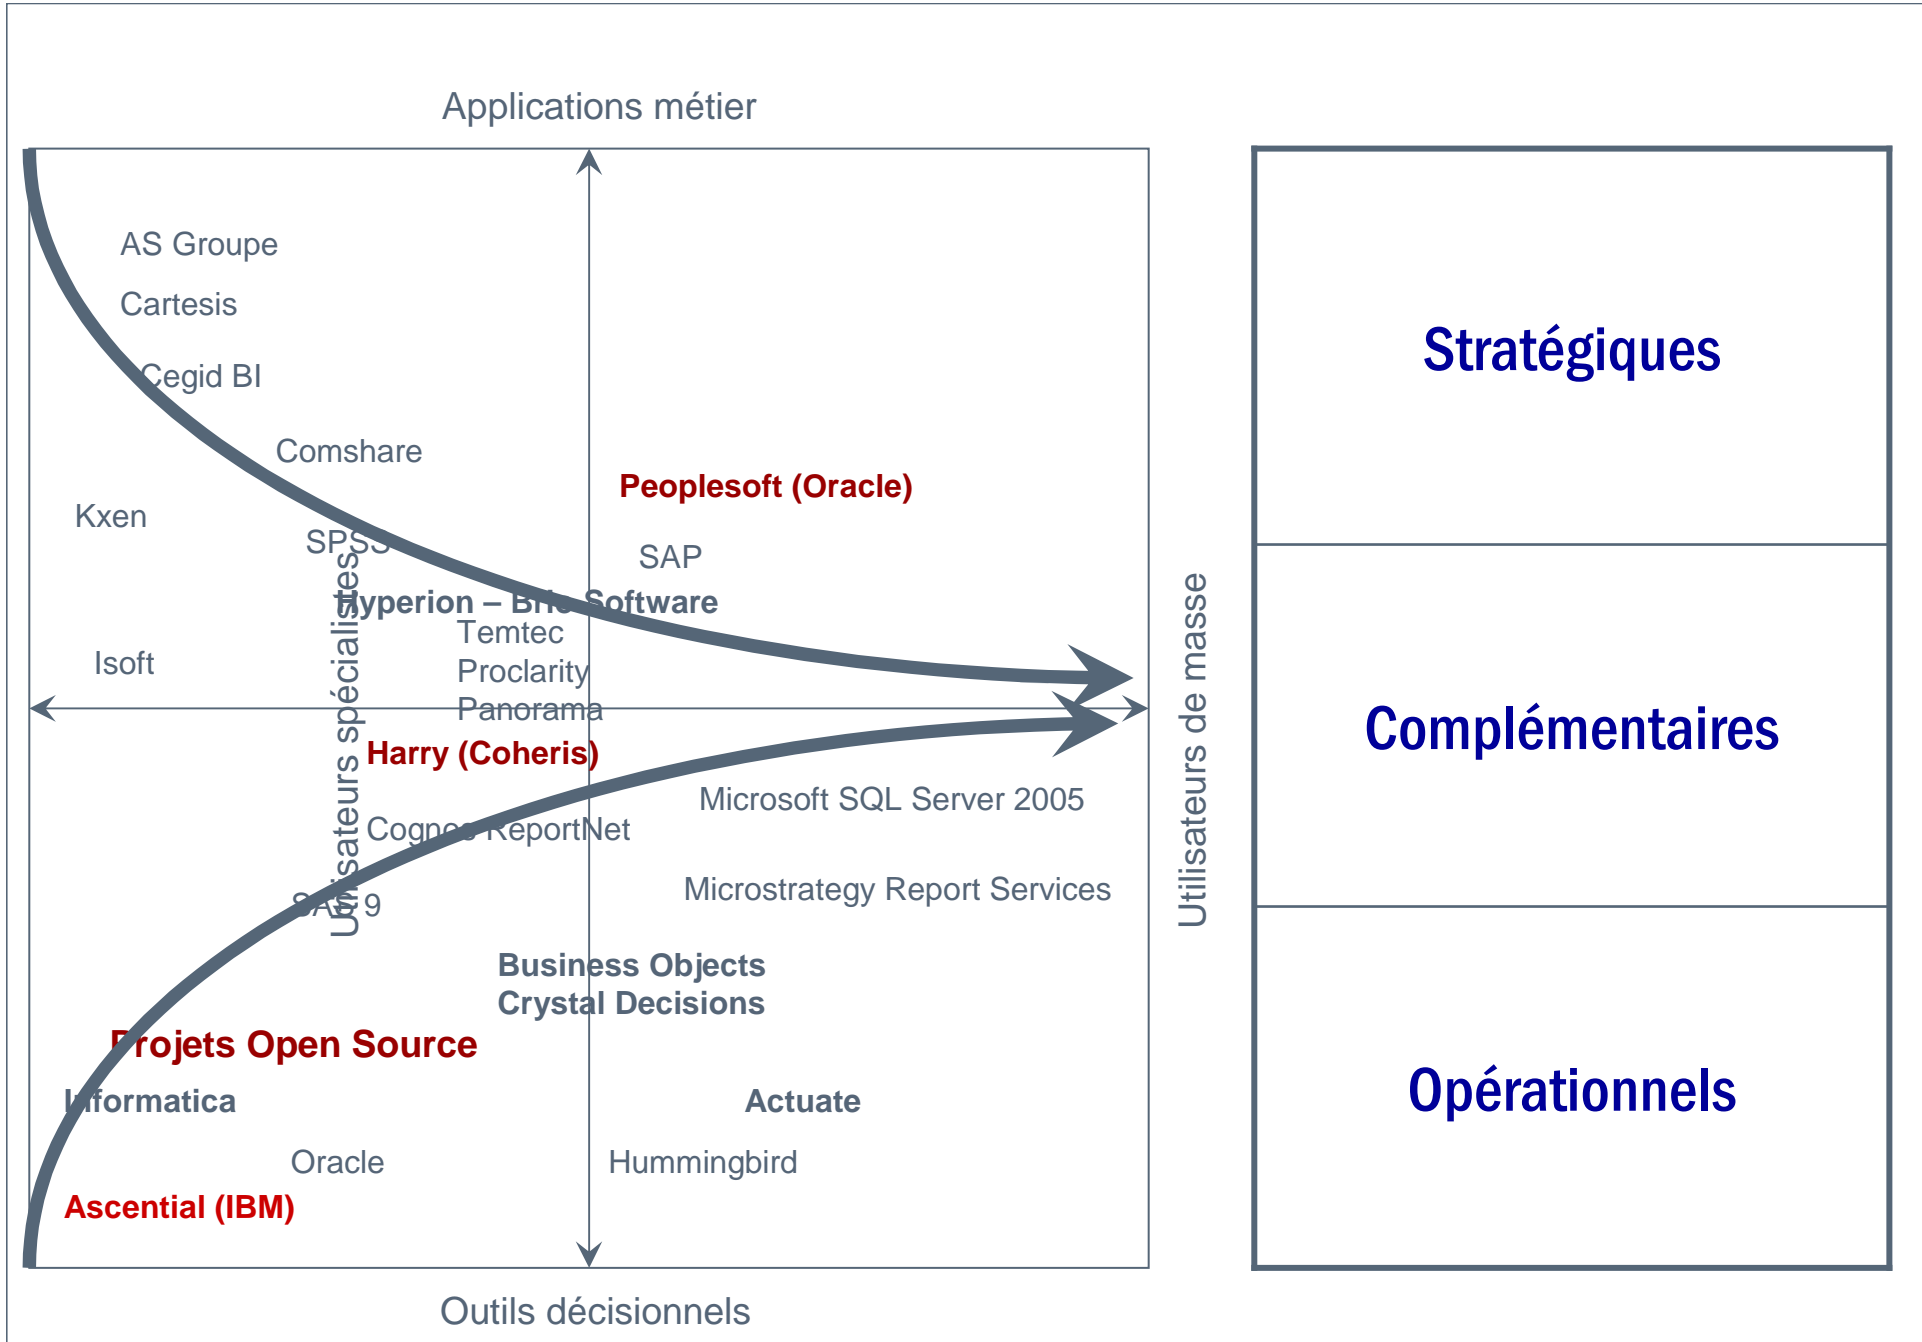 Applications métier
AS Groupe
Cartesis
Cegid BI
Comshare
Kxen
Peoplesoft (Oracle)
SPSS
SAP
Hyperion – Brio Software
Temtec
Isoft
Proclarity
Panorama
Utilisateurs spécialistes
Utilisateurs de masse
Harry (Coheris)
Microsoft SQL Server 2005
Cognos ReportNet
Microstrategy Report Services
SAS 9
Business Objects
Crystal Decisions
Projets Open Source
Informatica
Actuate
Oracle
Hummingbird
Ascential (IBM)
Outils décisionnels
Stratégiques
Complémentaires
Opérationnels